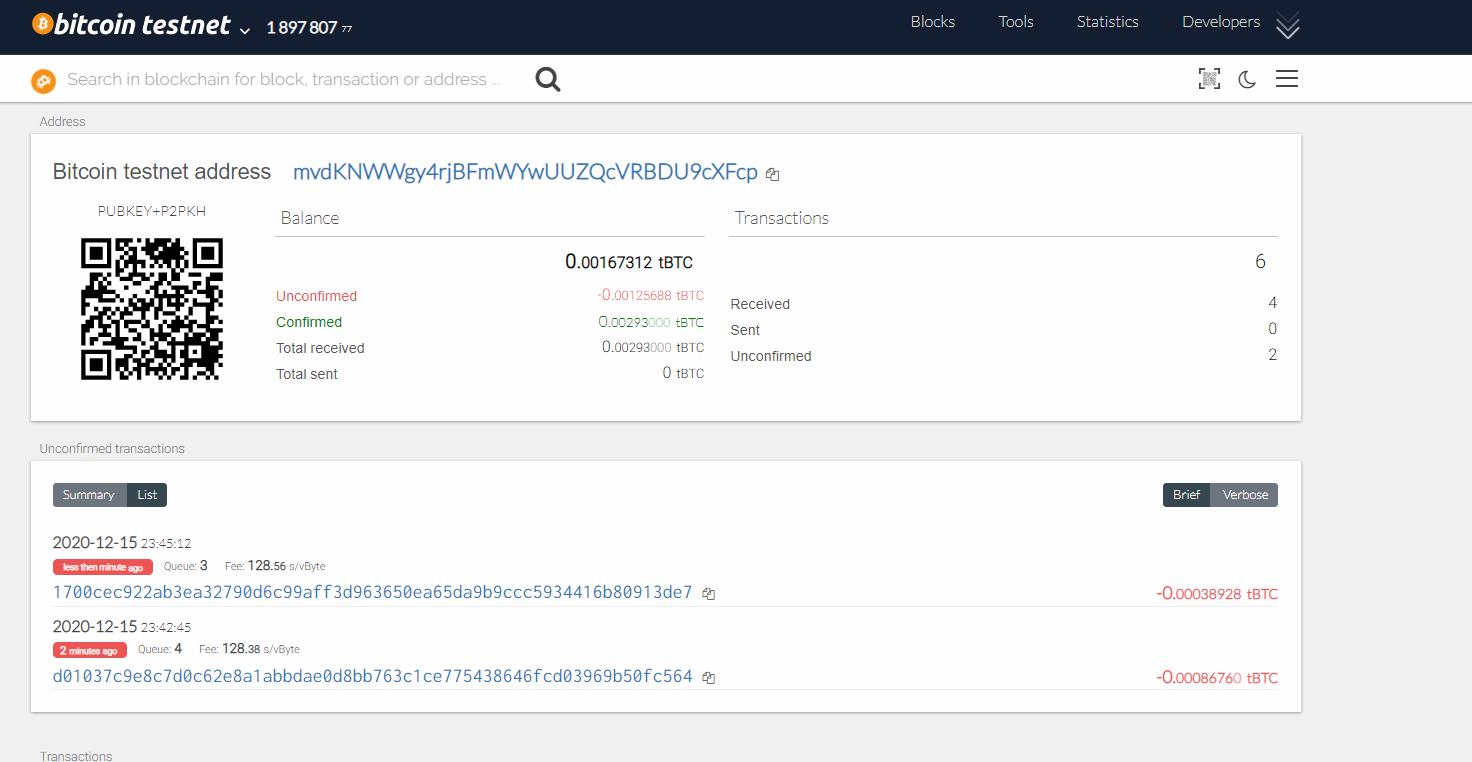 bitcoin testnet 1 897 807 77 Blocks Tools Statistics Developers
Search in blockchain for block, transaction or address ...
Address
Bitcoin testnet address mvdKNWWgy4rjBFmWYwUUZQcVRBDU9cXFcp
PUBKEY+P2PKH Balance Transactions
0.00167312 tBTC 6
Unconfirmed -0.00125688 tBTC Received 4
Confirmed 0.00293000 tBTC Sent 0
Total received 0.00293000 tBTC Unconfirmed 2
Total sent 0 tBTC
Unconfirmed transactions
Summary List Brief Verbose
2020-12-15 23:45:12
less then minute ago Queue: 3 Fee: 128.56 s/vByte
1700cec922ab3ea32790d6c99aff3d963650ea65da9b9ccc5934416b80913de7 -0.00038928 tBTC
2020-12-15 23:42:45
2 minutes ago Queue: 4 Fee: 128.38 s/vByte
d01037c9e8c7d0c62e8a1abbdae0d8bb763c1ce775438646fcd03969b50fc564 -0.00086760 tBTC
Transactions